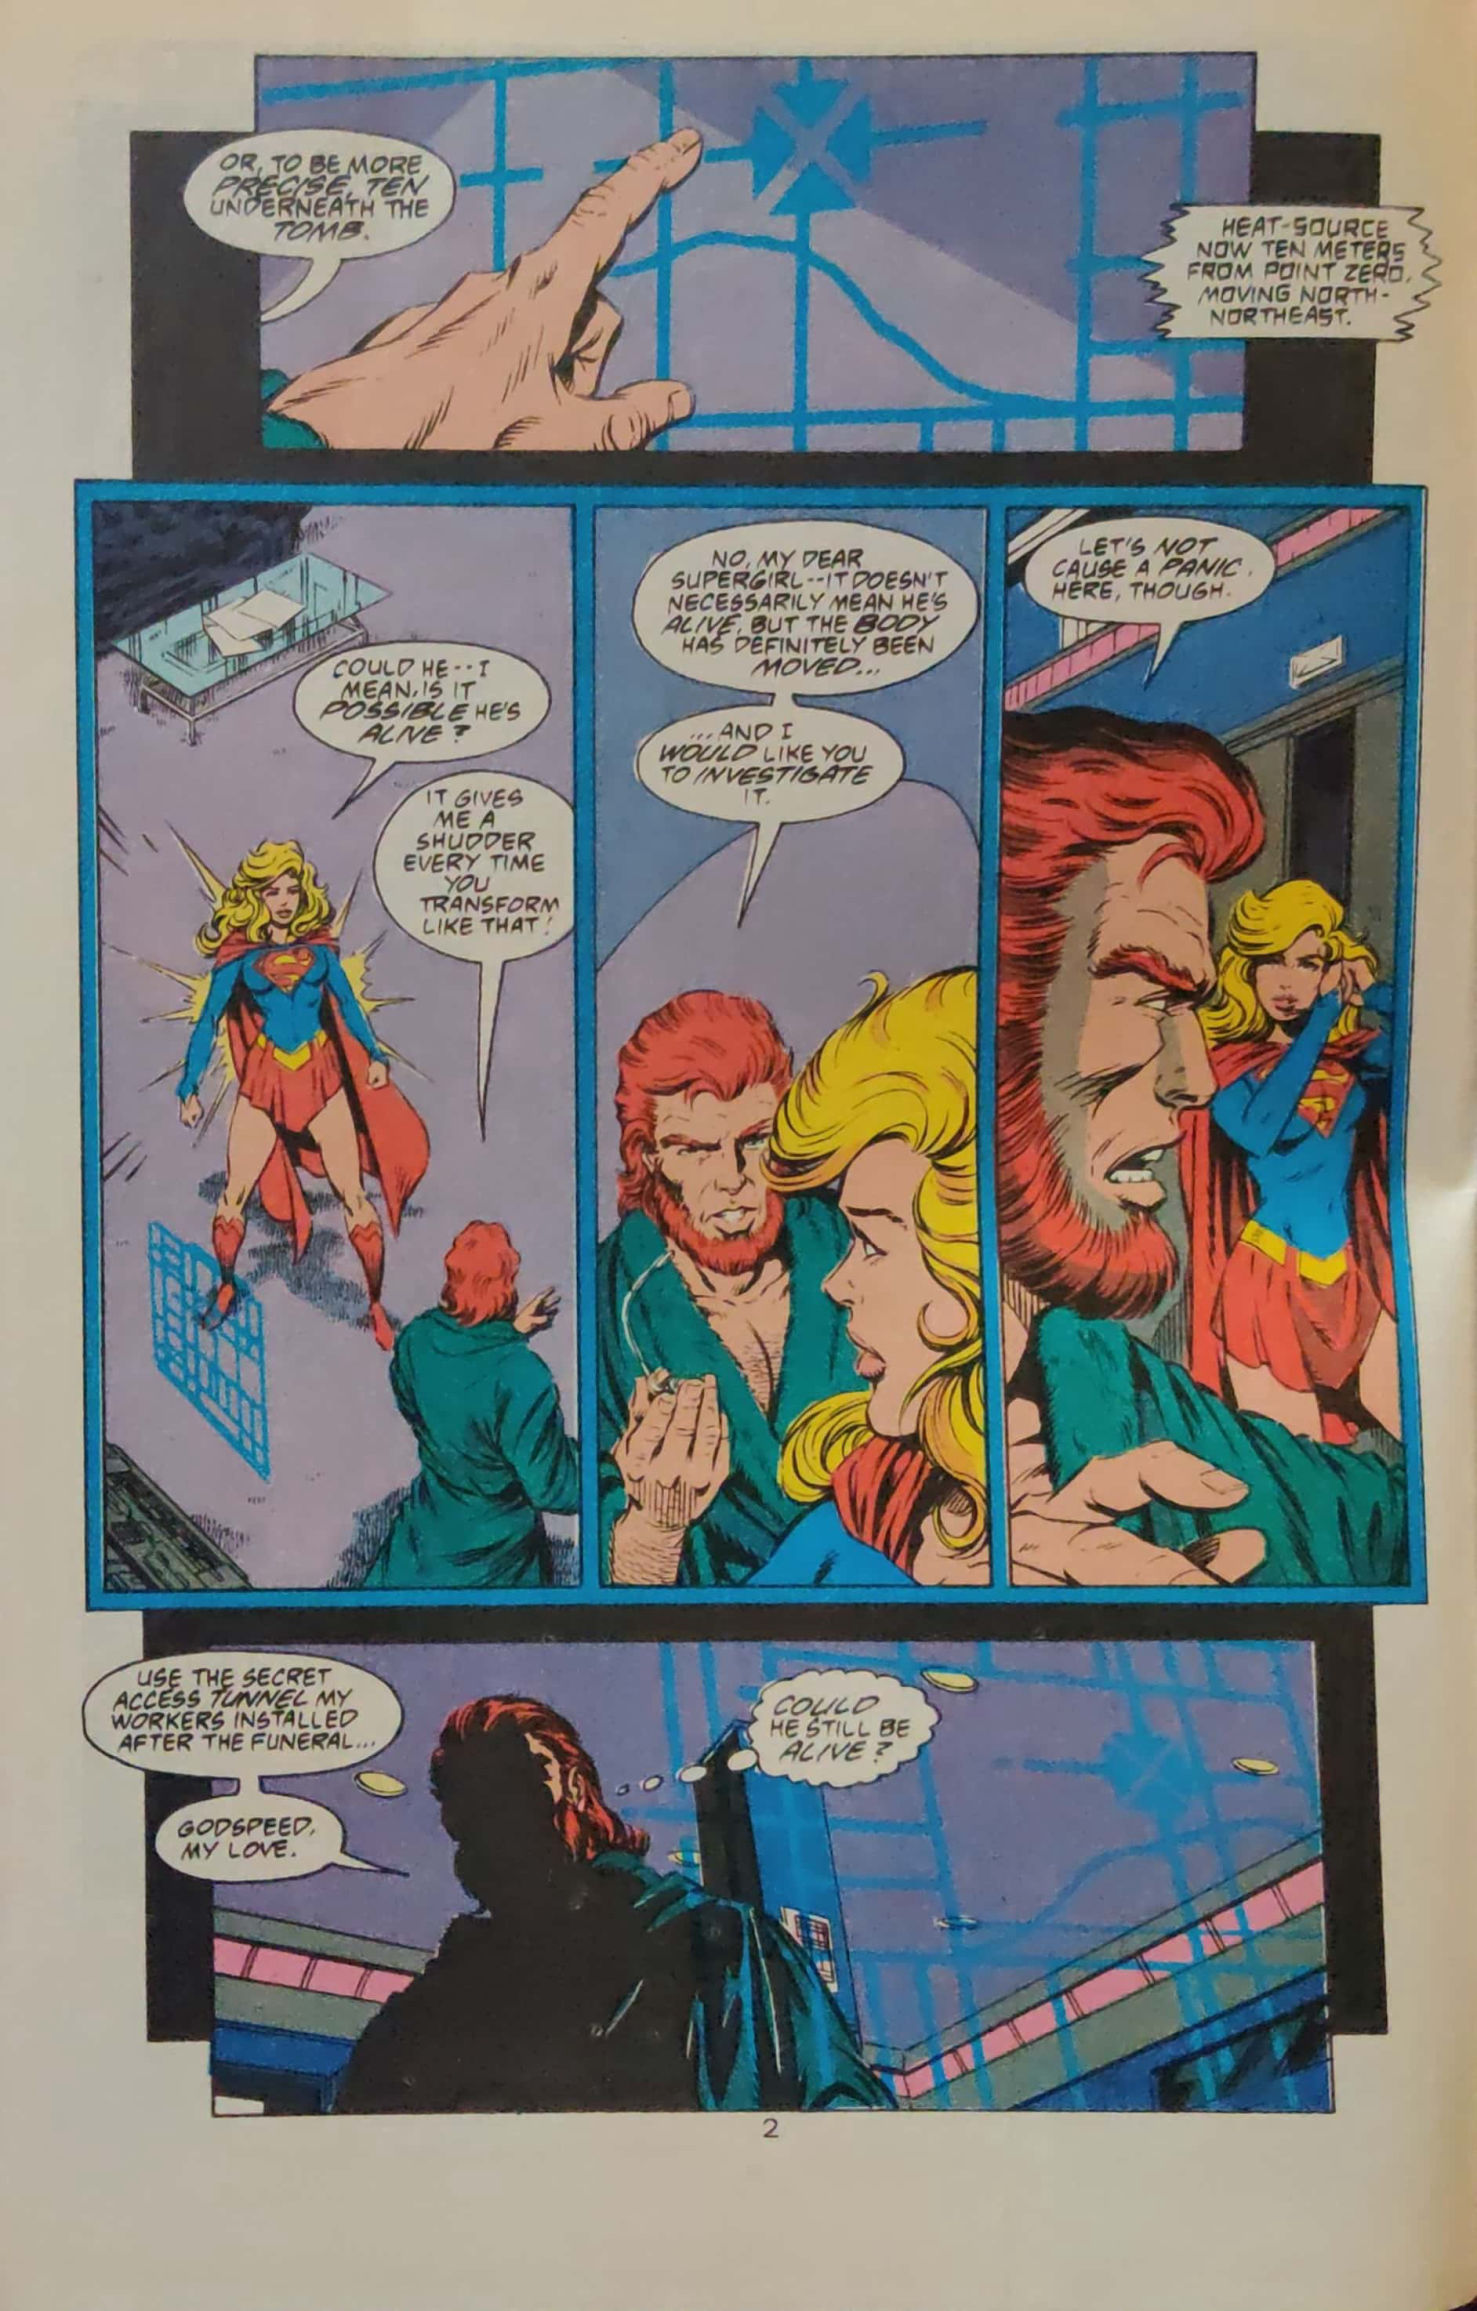 OR, TO BE MORE
PRECISE, TEN
UNDERNEATH THE
TOMB.
HEAT-SOURCE
NOW TEN METERS
FROM POINT ZERO,
MOVING NORTH-
NORTHEAST.
COULD HE--I
MEAN, IS IT
POSSIBLE HE'S
ALIVE?
IT GIVES
ME A
SHUDDER
EVERY TIME
YOU
TRANSFORM
LIKE THAT!
NO, MY DEAR
SUPERGIRL--IT DOESN'T
NECESSARILY MEAN HE'S
ALIVE, BUT THE BODY
HAS DEFINITELY BEEN
MOVED...
...AND I
WOULD LIKE YOU
TO INVESTIGATE
IT.
LET'S NOT
CAUSE A PANIC
HERE, THOUGH.
USE THE SECRET
ACCESS TUNNEL MY
WORKERS INSTALLED
AFTER THE FUNERAL...
GODSPEED,
MY LOVE.
COULD
HE STILL BE
ALIVE?
2